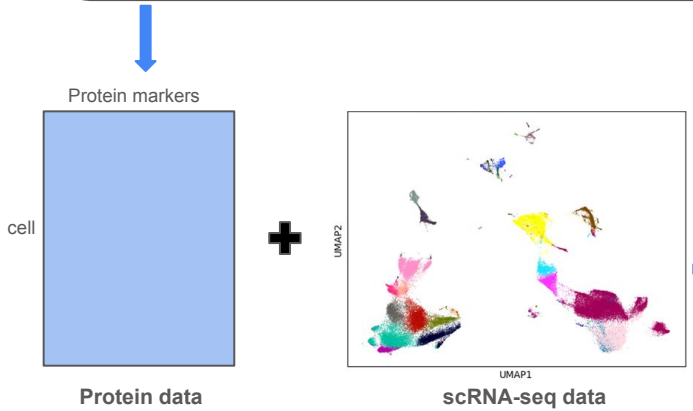 Protein markers
cell
UMAP2
UMAP1
Protein data
scRNA-seq data